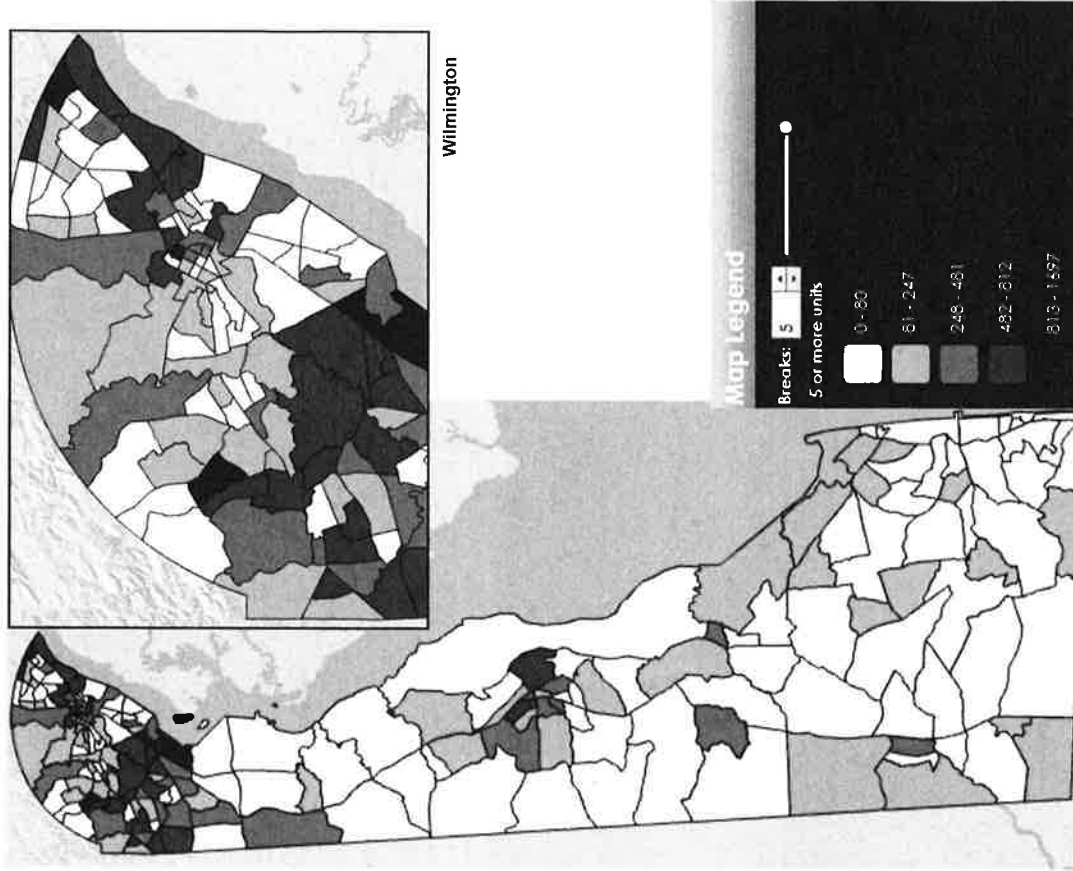 Wilmington
Map Legend
Breaks: 5
5 or more units
0 - 80
81 - 247
248 - 481
482 - 812
813 - 1697